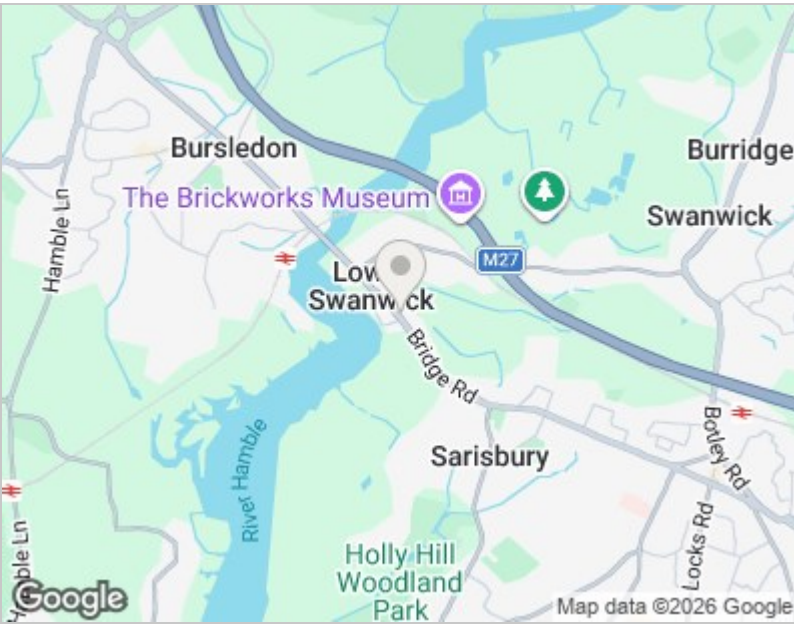 Bursledon
Burridge
The Brickworks Museum
Swanwick
Hamble Ln
M27
Lower
Swanwick
Bridge Rd
Botley Rd
River Hamble
Sarisbury
Locks Rd
Hamble Ln
Holly Hill
Woodland
Park
Google
Map data ©2026 Google